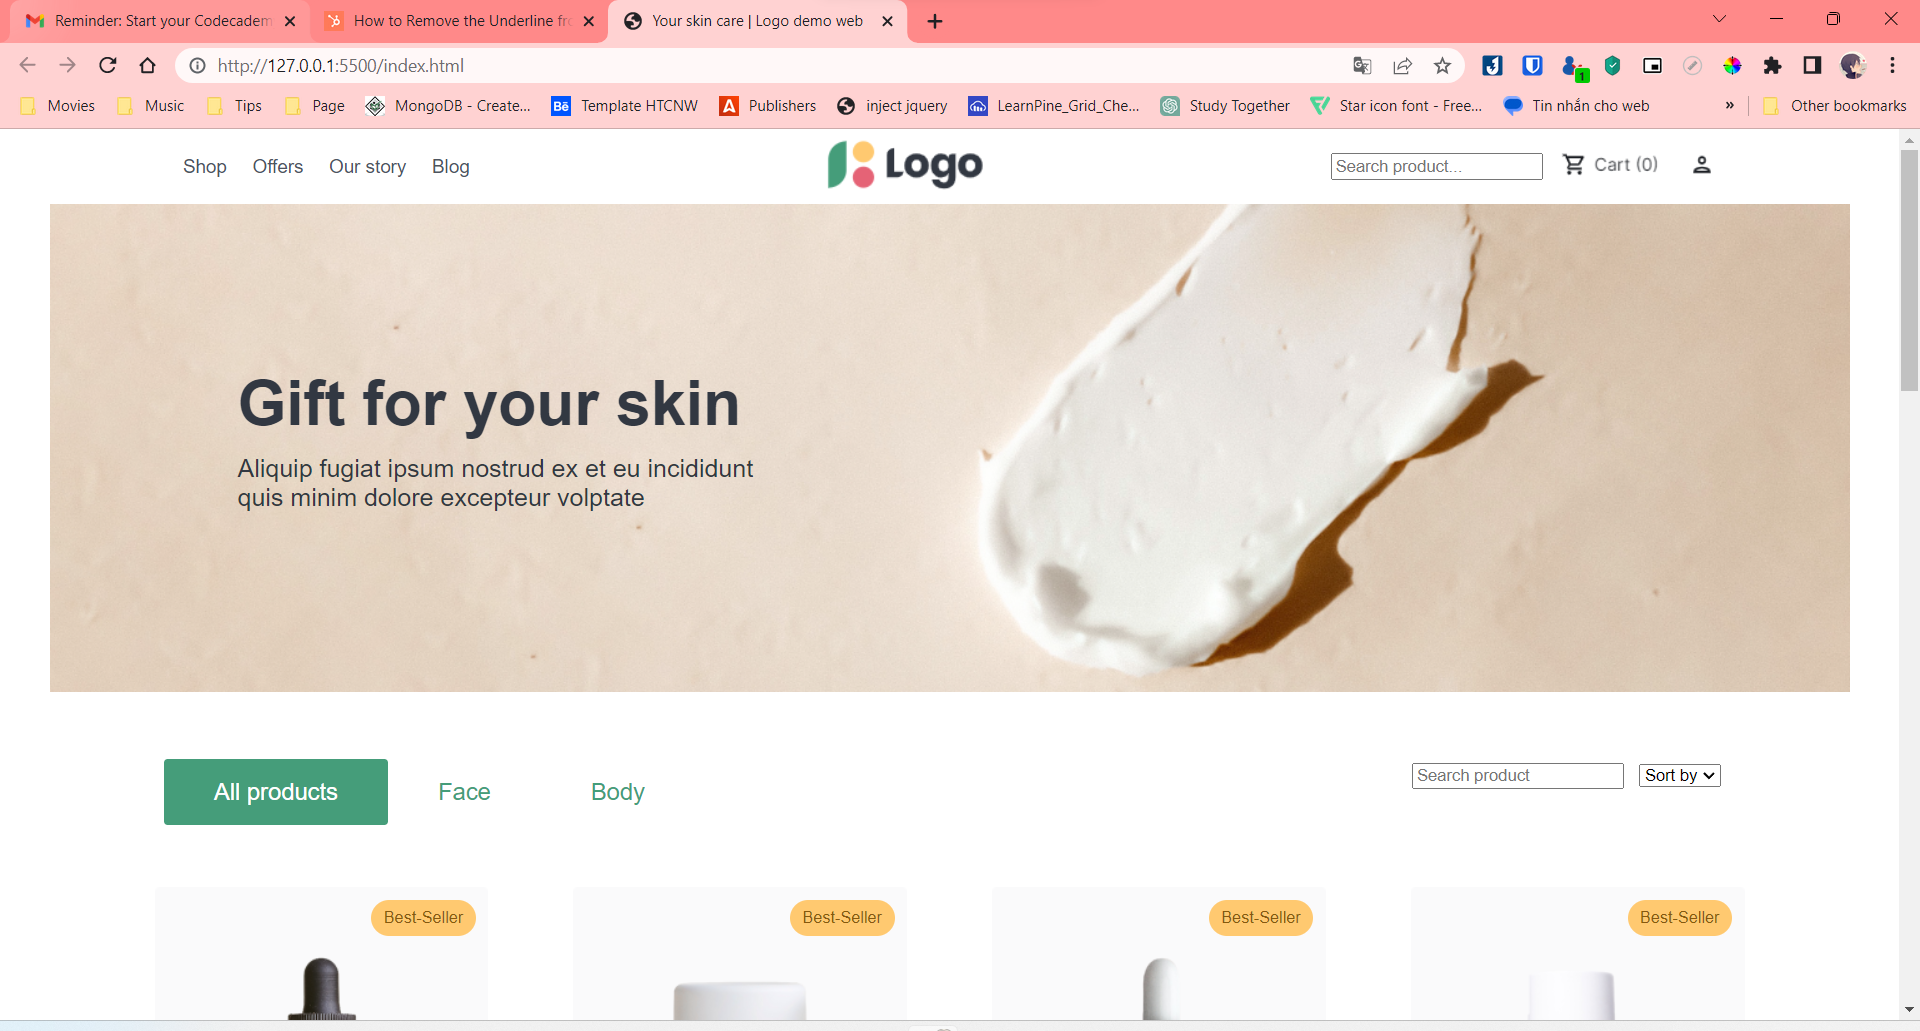 Reminder: Start your Codecadem
How to Remove the Underline fro
Your skin care | Logo demo web
http://127.0.0.1:5500/index.html
1
Movies
Music
Tips
Page
MongoDB - Create...
Bē Template HTCNW
Publishers
inject jquery
LearnPine_Grid_Che...
Study Together
Star icon font - Free...
Tin nhắn cho web
»
Other bookmarks
Shop
Offers
Our story
Blog
Logo
Search product...
Cart (0)
Gift for your skin
Aliquip fugiat ipsum nostrud ex et eu incididunt
quis minim dolore excepteur volptate
All products
Face
Body
Search product
Sort by
Best-Seller
Best-Seller
Best-Seller
Best-Seller